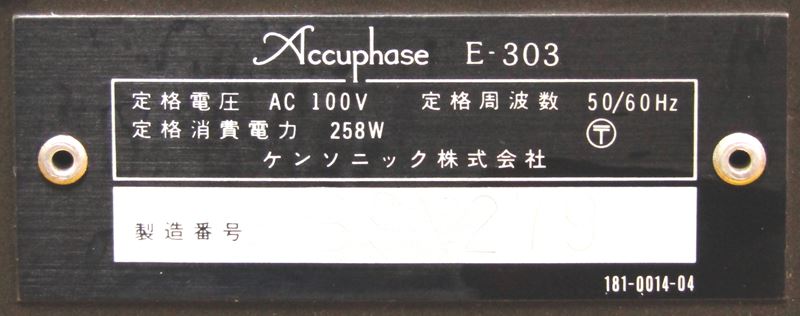 Accuphase E-303
定格電圧 AC 100V 定格周波数 50/60Hz
定格消費電力 258W 〒
ケンソニック株式会社
製造番号
181-0014-04